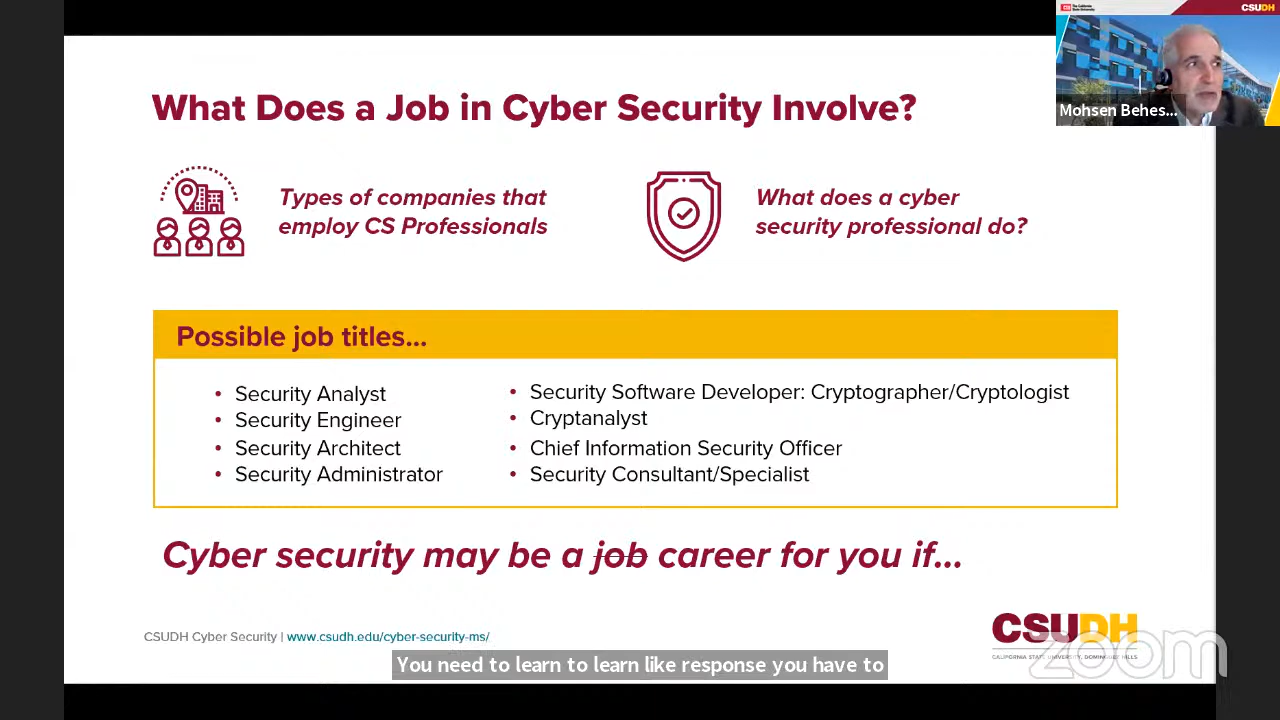 The California
State University
CSUDH
Mohsen Behes...
What Does a Job in Cyber Security Involve?
Types of companies that
employ CS Professionals
What does a cyber
security professional do?
Possible job titles...
• Security Analyst
• Security Engineer
• Security Architect
• Security Administrator
• Security Software Developer: Cryptographer/Cryptologist
• Cryptanalyst
• Chief Information Security Officer
• Security Consultant/Specialist
Cyber security may be a job career for you if...
CSUDH Cyber Security | www.csudh.edu/cyber-security-ms/
CSUDH
CALIFORNIA STATE UNIVERSITY, DOMINGUEZ HILLS
zoom
You need to learn to learn like response you have to